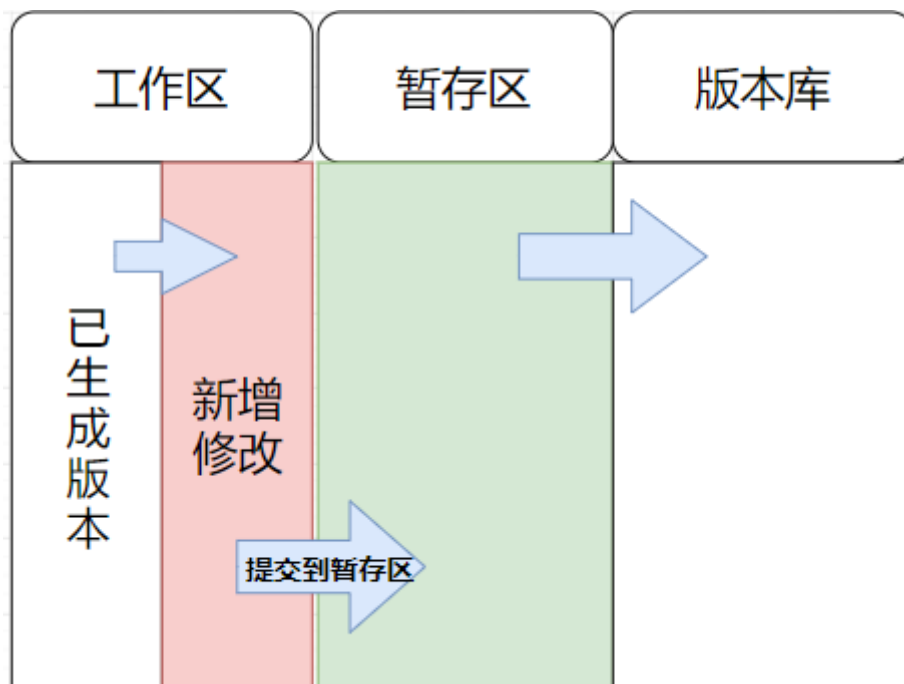 工作区
暂存区
版本库
已生成版本
新增
修改
提交到暂存区